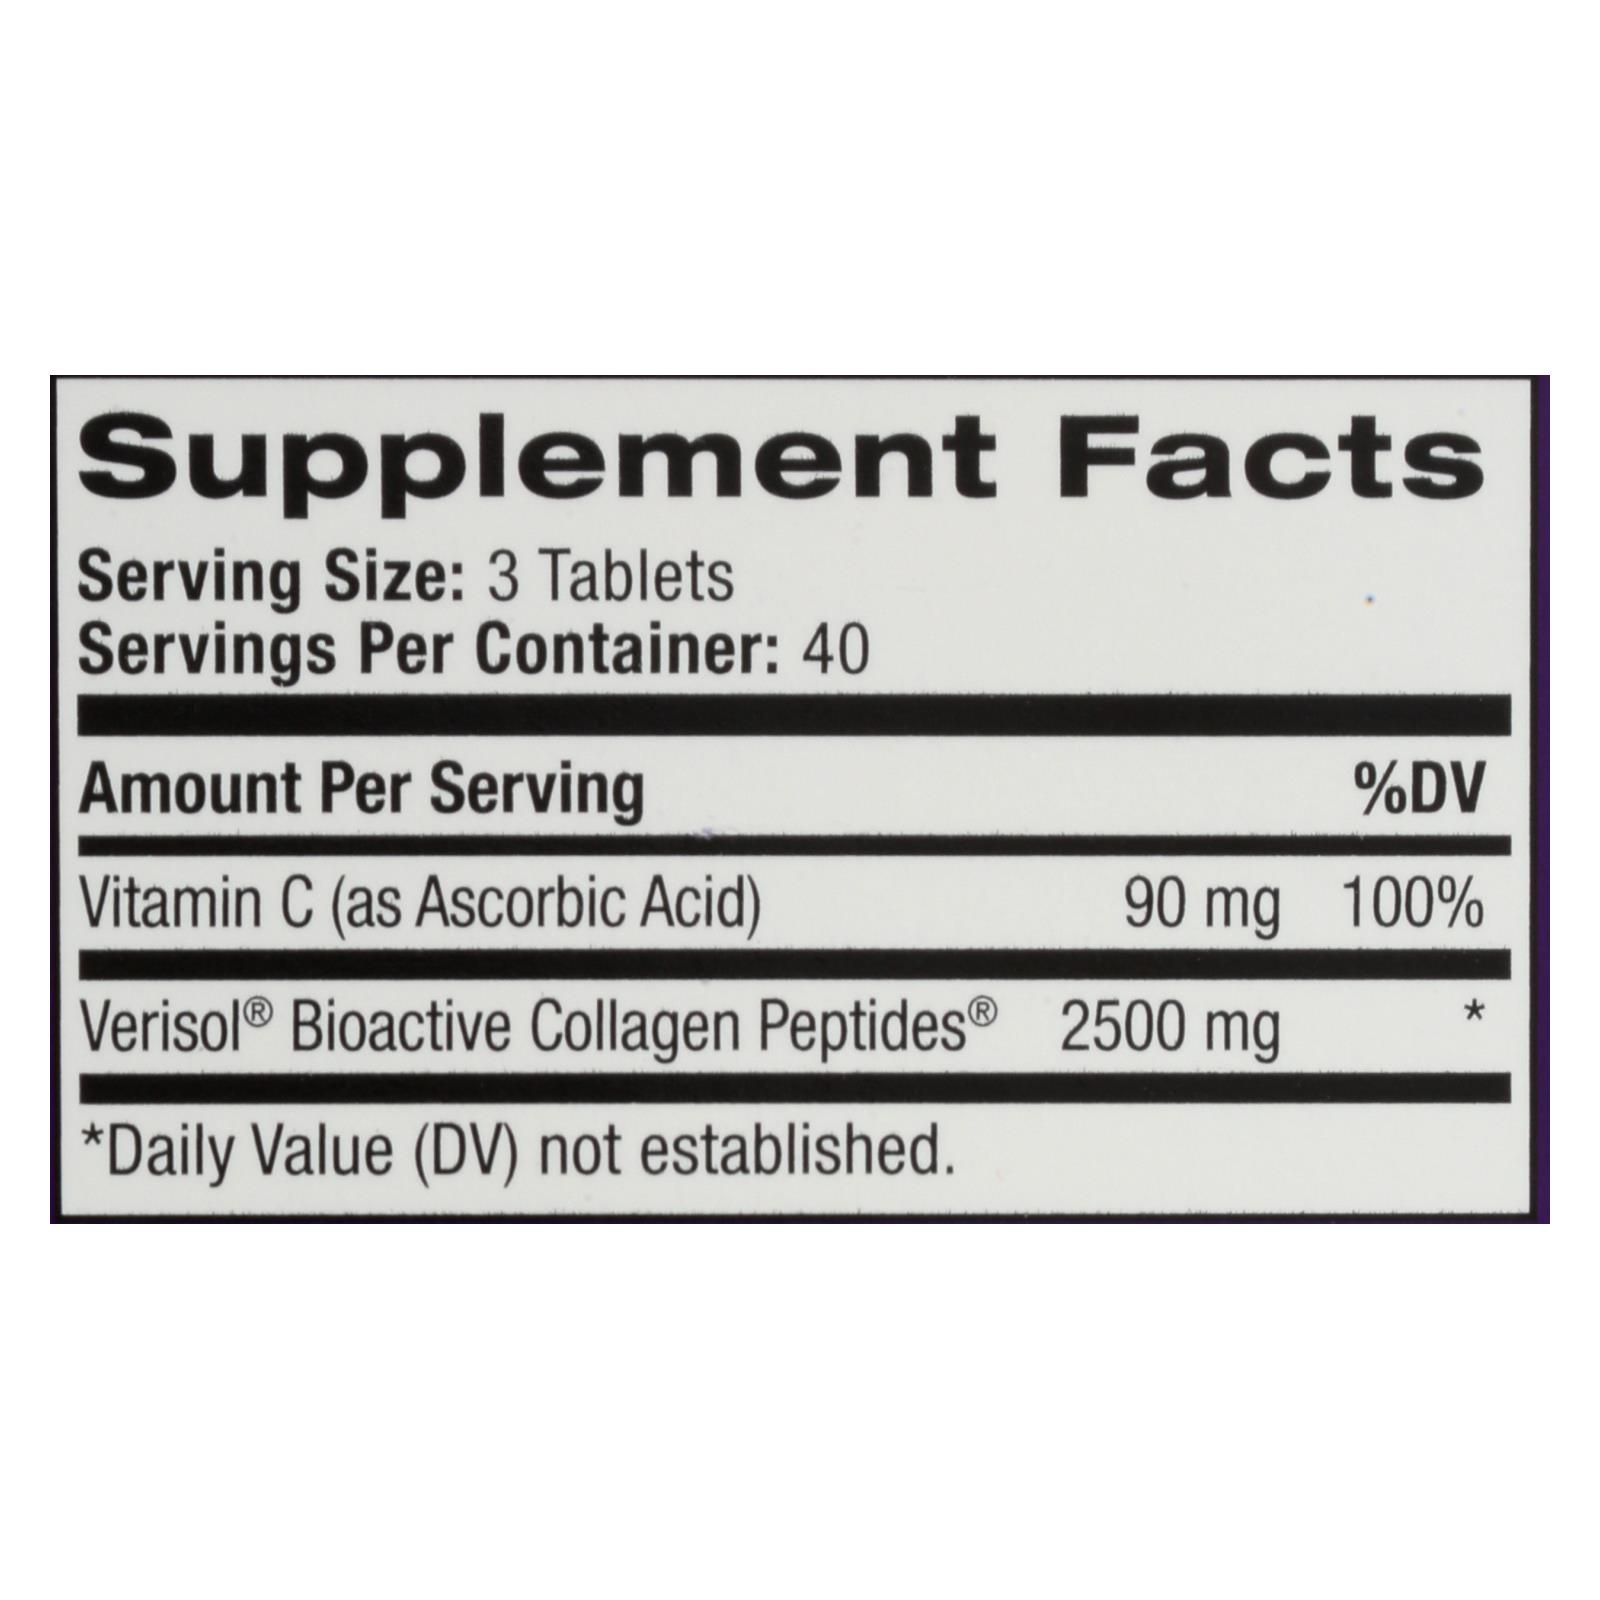 Supplement Facts
Serving Size: 3 Tablets
Servings Per Container: 40
Amount Per Serving %DV
Vitamin C (as Ascorbic Acid) 90 mg 100%
Verisol® Bioactive Collagen Peptides® 2500 mg *
*Daily Value (DV) not established.